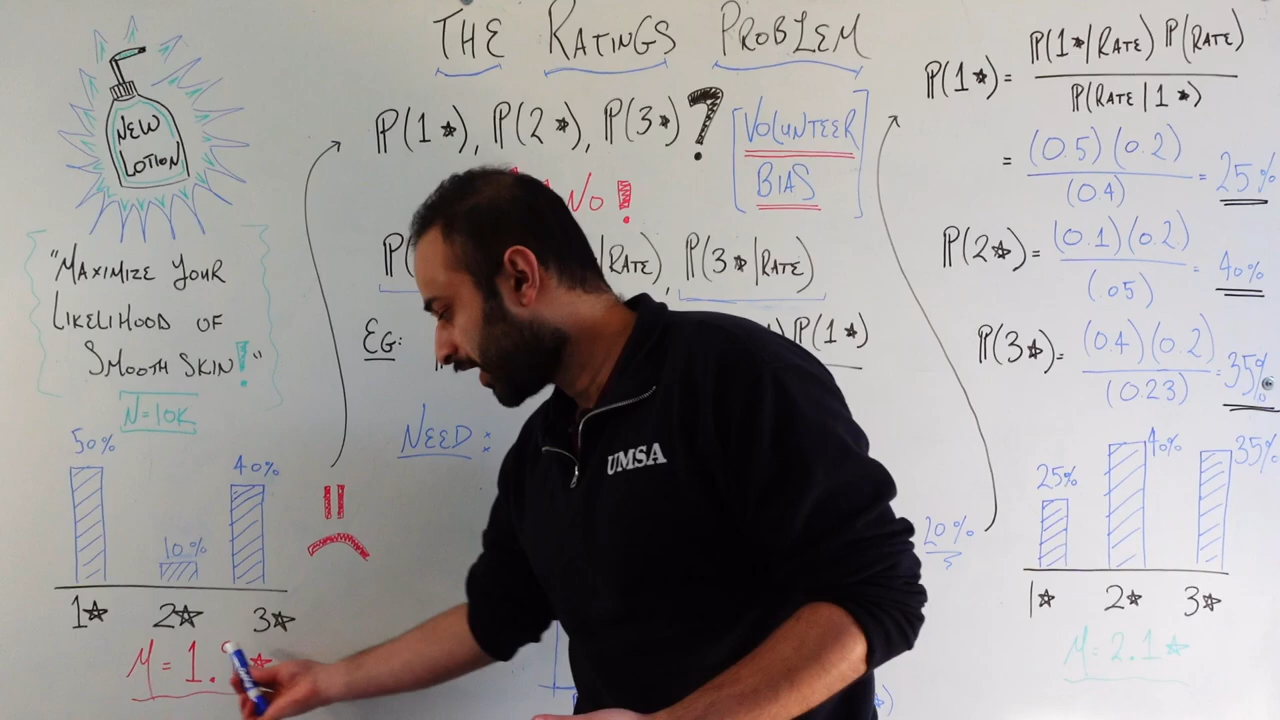 THE RATINGS PROBLEM
NEW
LOTION
"MAXIMIZE YOUR
LIKELIHOOD OF
SMOOTH SKIN!"
N=10K
50%
10%
40%
1☆
2☆
3☆
M = 1.
P(1★), P(2★), P(3★)?
VOLUNTEER
BIAS
NO!
P( |RATE), P(3★|RATE)
EG:
P(1★)
NEED:
20%
P(1★) = P(1★|RATE) P(RATE)
P(RATE|1★)
= (0.5)(0.2)
(0.4)
= 25%
P(2★) = (0.1)(0.2)
(.05)
= 40%
P(3★) = (0.4)(0.2)
(0.23)
= 35%
25%
40%
35%
1★
2★
3★
M=2.1★
UMSA